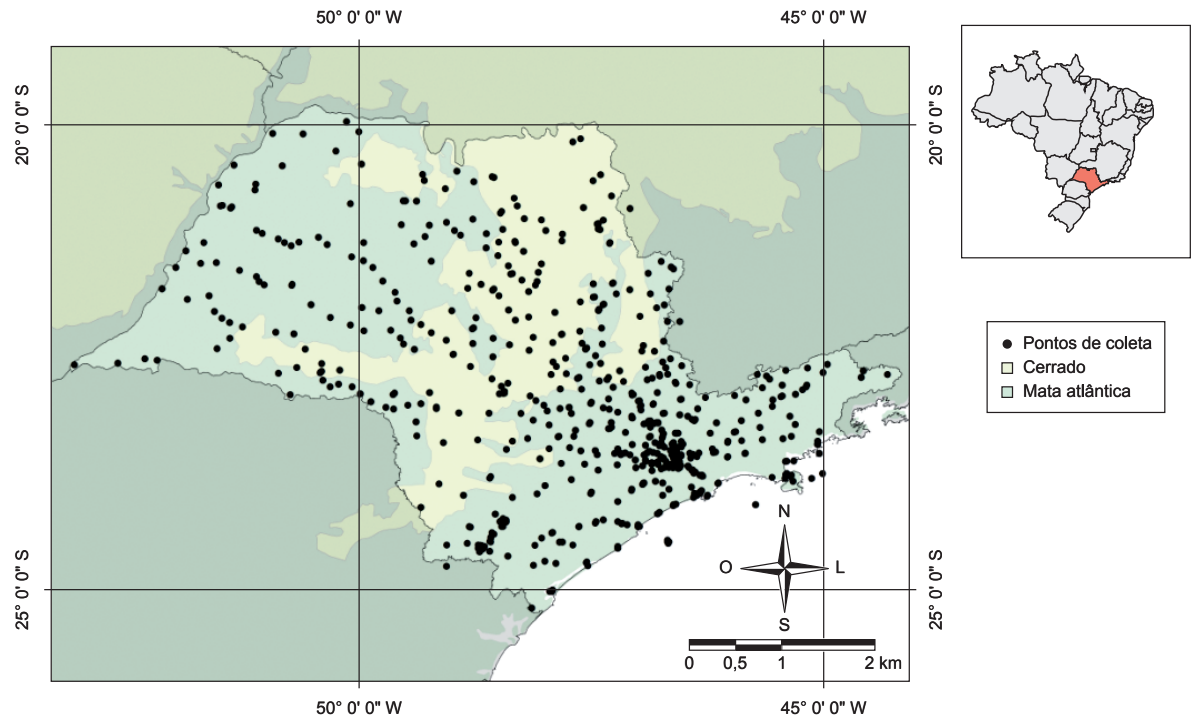 50° 0' 0" W
45° 0' 0" W
20° 0' 0" S
20° 0' 0" S
Pontos de coleta
Cerrado
Mata atlântica
N
O
L
S
25° 0' 0" S
25° 0' 0" S
0 0,5 1 2 km
50° 0' 0" W
45° 0' 0" W